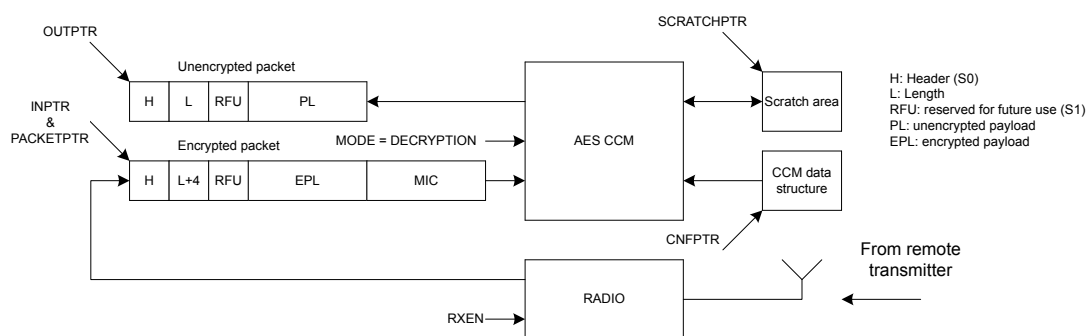 SCRATCHPTR
OUTPTR
Unencrypted packet
H L RFU PL
AES CCM
Scratch area
H: Header (S0)
L: Length
RFU: reserved for future use (S1)
PL: unencrypted payload
EPL: encrypted payload
INPTR
&
PACKETPTR
MODE = DECRYPTION
Encrypted packet
H L+4 RFU EPL MIC
CCM data
structure
CNFPTR
From remote
transmitter
RADIO
RXEN